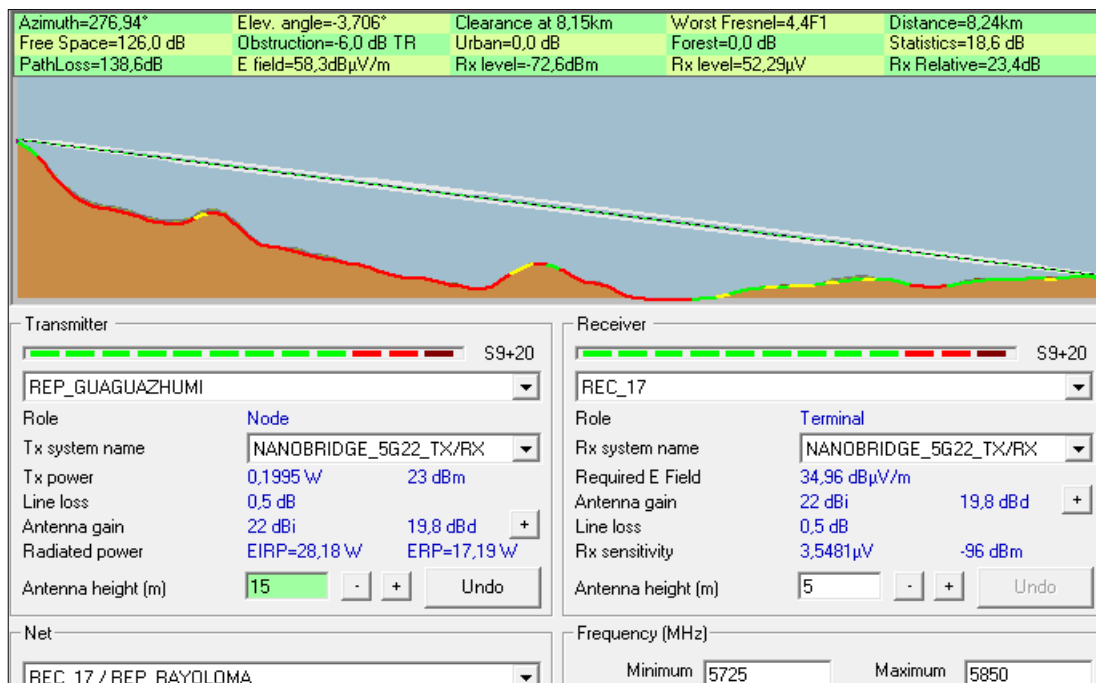 Azimuth=276,94° Elev. angle=-3,706° Clearance at 8,15km Worst Fresnel=4,4F1 Distance=8,24km
Free Space=126,0 dB Obstruction=-6,0 dB TR Urban=0,0 dB Forest=0,0 dB Statistics=18,6 dB
PathLoss=138,6dB E field=58,3dBµV/m Rx level=-72,6dBm Rx level=52,29µV Rx Relative=23,4dB
Transmitter
S9+20
REP_GUAGUAZHUMI
Role Node
Tx system name NANOBRIDGE_5G22_TX/RX
Tx power 0,1995 W 23 dBm
Line loss 0,5 dB
Antenna gain 22 dBi 19,8 dBd +
Radiated power EIRP=28,18 W ERP=17,19 W
Antenna height (m) 15 - + Undo
Receiver
S9+20
REC_17
Role Terminal
Rx system name NANOBRIDGE_5G22_TX/RX
Required E Field 34,96 dBµV/m
Antenna gain 22 dBi 19,8 dBd +
Line loss 0,5 dB
Rx sensitivity 3,5481µV -96 dBm
Antenna height (m) 5 - + Undo
Net
REC_17 / REP_RAYOLOMA
Frequency (MHz)
Minimum 5725 Maximum 5850